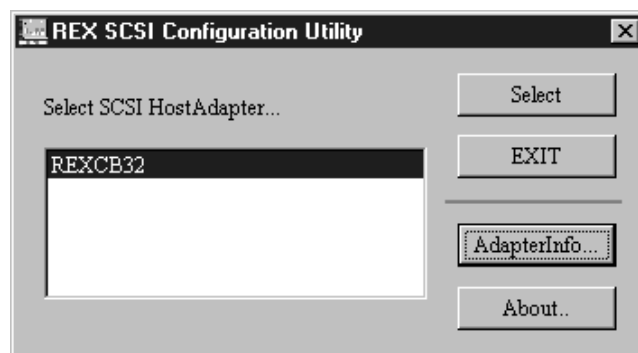 REX SCSI Configuration Utility
Select SCSI HostAdapter...
REXCB32
Select
EXIT
AdapterInfo...
About..